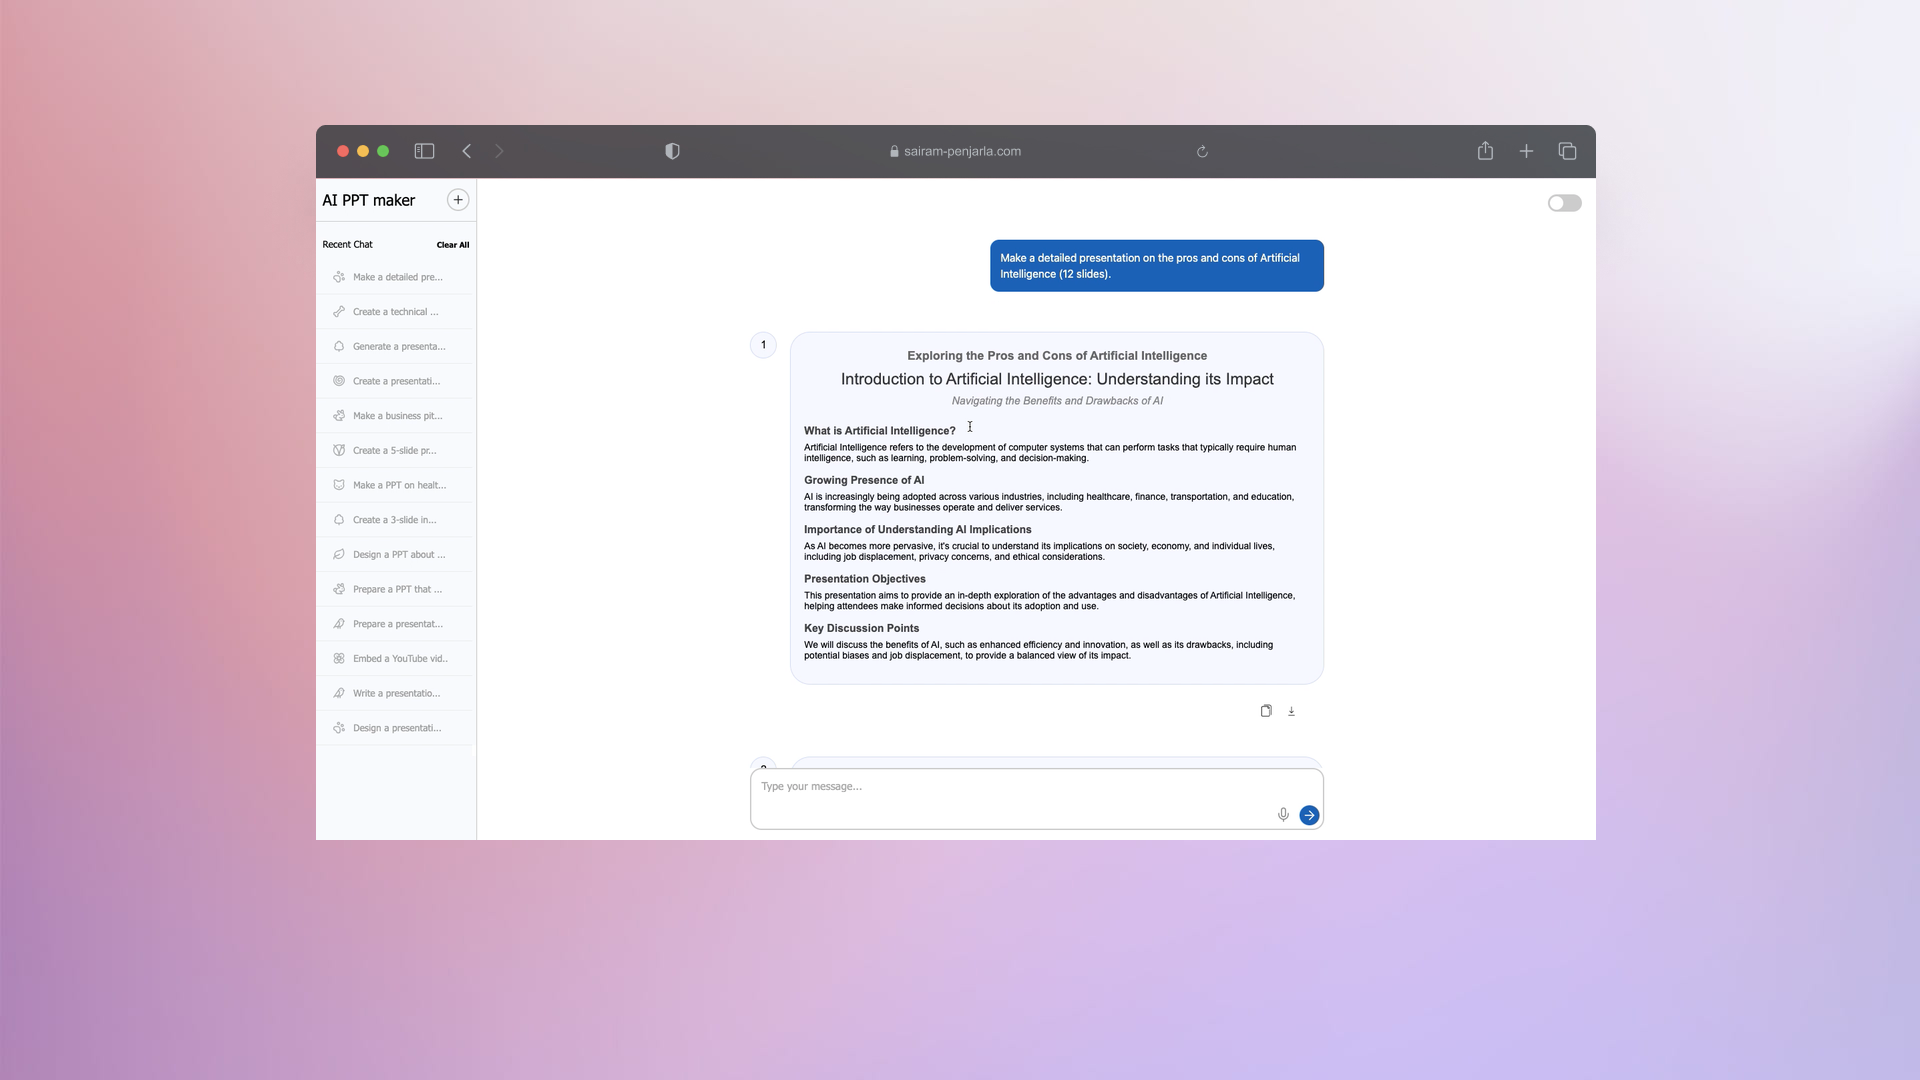 sairam-penjarla.com
AI PPT maker
Recent Chat
Clear All
Make a detailed pre...
Create a technical ...
Generate a presenta...
Create a presentati...
Make a business pit...
Create a 5-slide pr...
Make a PPT on healt...
Create a 3-slide in...
Design a PPT about ...
Prepare a PPT that ...
Prepare a presentat...
Embed a YouTube vid..
Write a presentatio...
Design a presentati...
Make a detailed presentation on the pros and cons of Artificial
Intelligence (12 slides).
1
Exploring the Pros and Cons of Artificial Intelligence
Introduction to Artificial Intelligence: Understanding its Impact
Navigating the Benefits and Drawbacks of AI
What is Artificial Intelligence?
Artificial Intelligence refers to the development of computer systems that can perform tasks that typically require human
intelligence, such as learning, problem-solving, and decision-making.
Growing Presence of AI
AI is increasingly being adopted across various industries, including healthcare, finance, transportation, and education,
transforming the way businesses operate and deliver services.
Importance of Understanding AI Implications
As AI becomes more pervasive, it's crucial to understand its implications on society, economy, and individual lives,
including job displacement, privacy concerns, and ethical considerations.
Presentation Objectives
This presentation aims to provide an in-depth exploration of the advantages and disadvantages of Artificial Intelligence,
helping attendees make informed decisions about its adoption and use.
Key Discussion Points
We will discuss the benefits of AI, such as enhanced efficiency and innovation, as well as its drawbacks, including
potential biases and job displacement, to provide a balanced view of its impact.
Type your message...